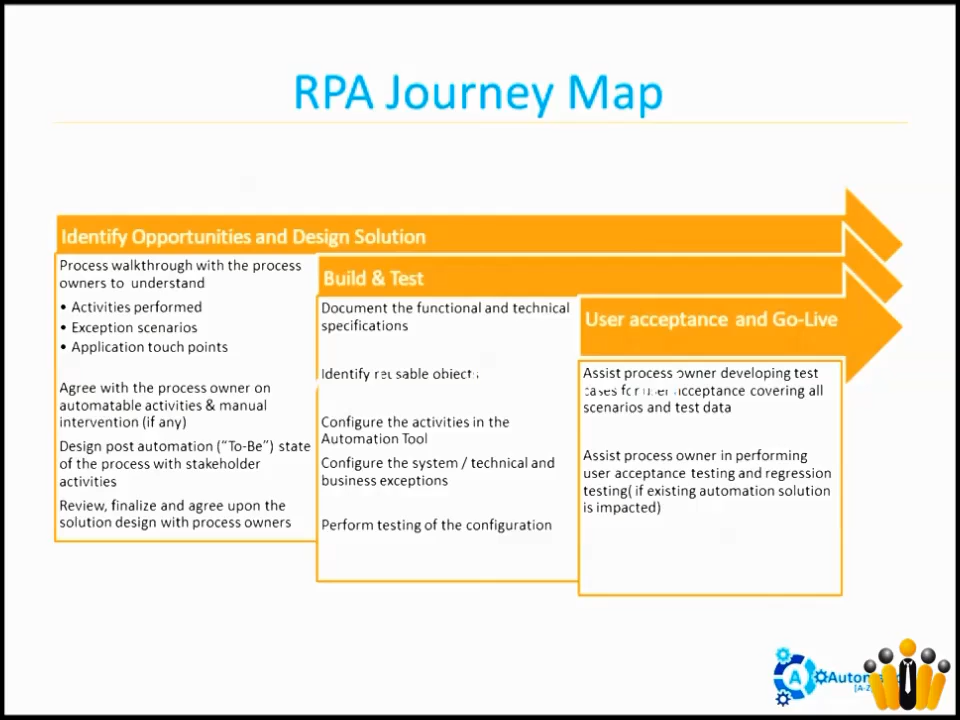 RPA Journey Map
Identify Opportunities and Design Solution
Process walkthrough with the process
owners to understand
• Activities performed
• Exception scenarios
• Application touch points
Agree with the process owner on
automatable activities & manual
intervention (if any)
Design post automation (“To-Be”) state
of the process with stakeholder
activities
Review, finalize and agree upon the
solution design with process owners
Build & Test
Document the functional and technical
specifications
Identify reusable objects
Configure the activities in the
Automation Tool
Configure the system / technical and
business exceptions
Perform testing of the configuration
User acceptance and Go-Live
Assist process owner developing test
cases for user acceptance covering all
scenarios and test data
Assist process owner in performing
user acceptance testing and regression
testing( if existing automation solution
is impacted)
A